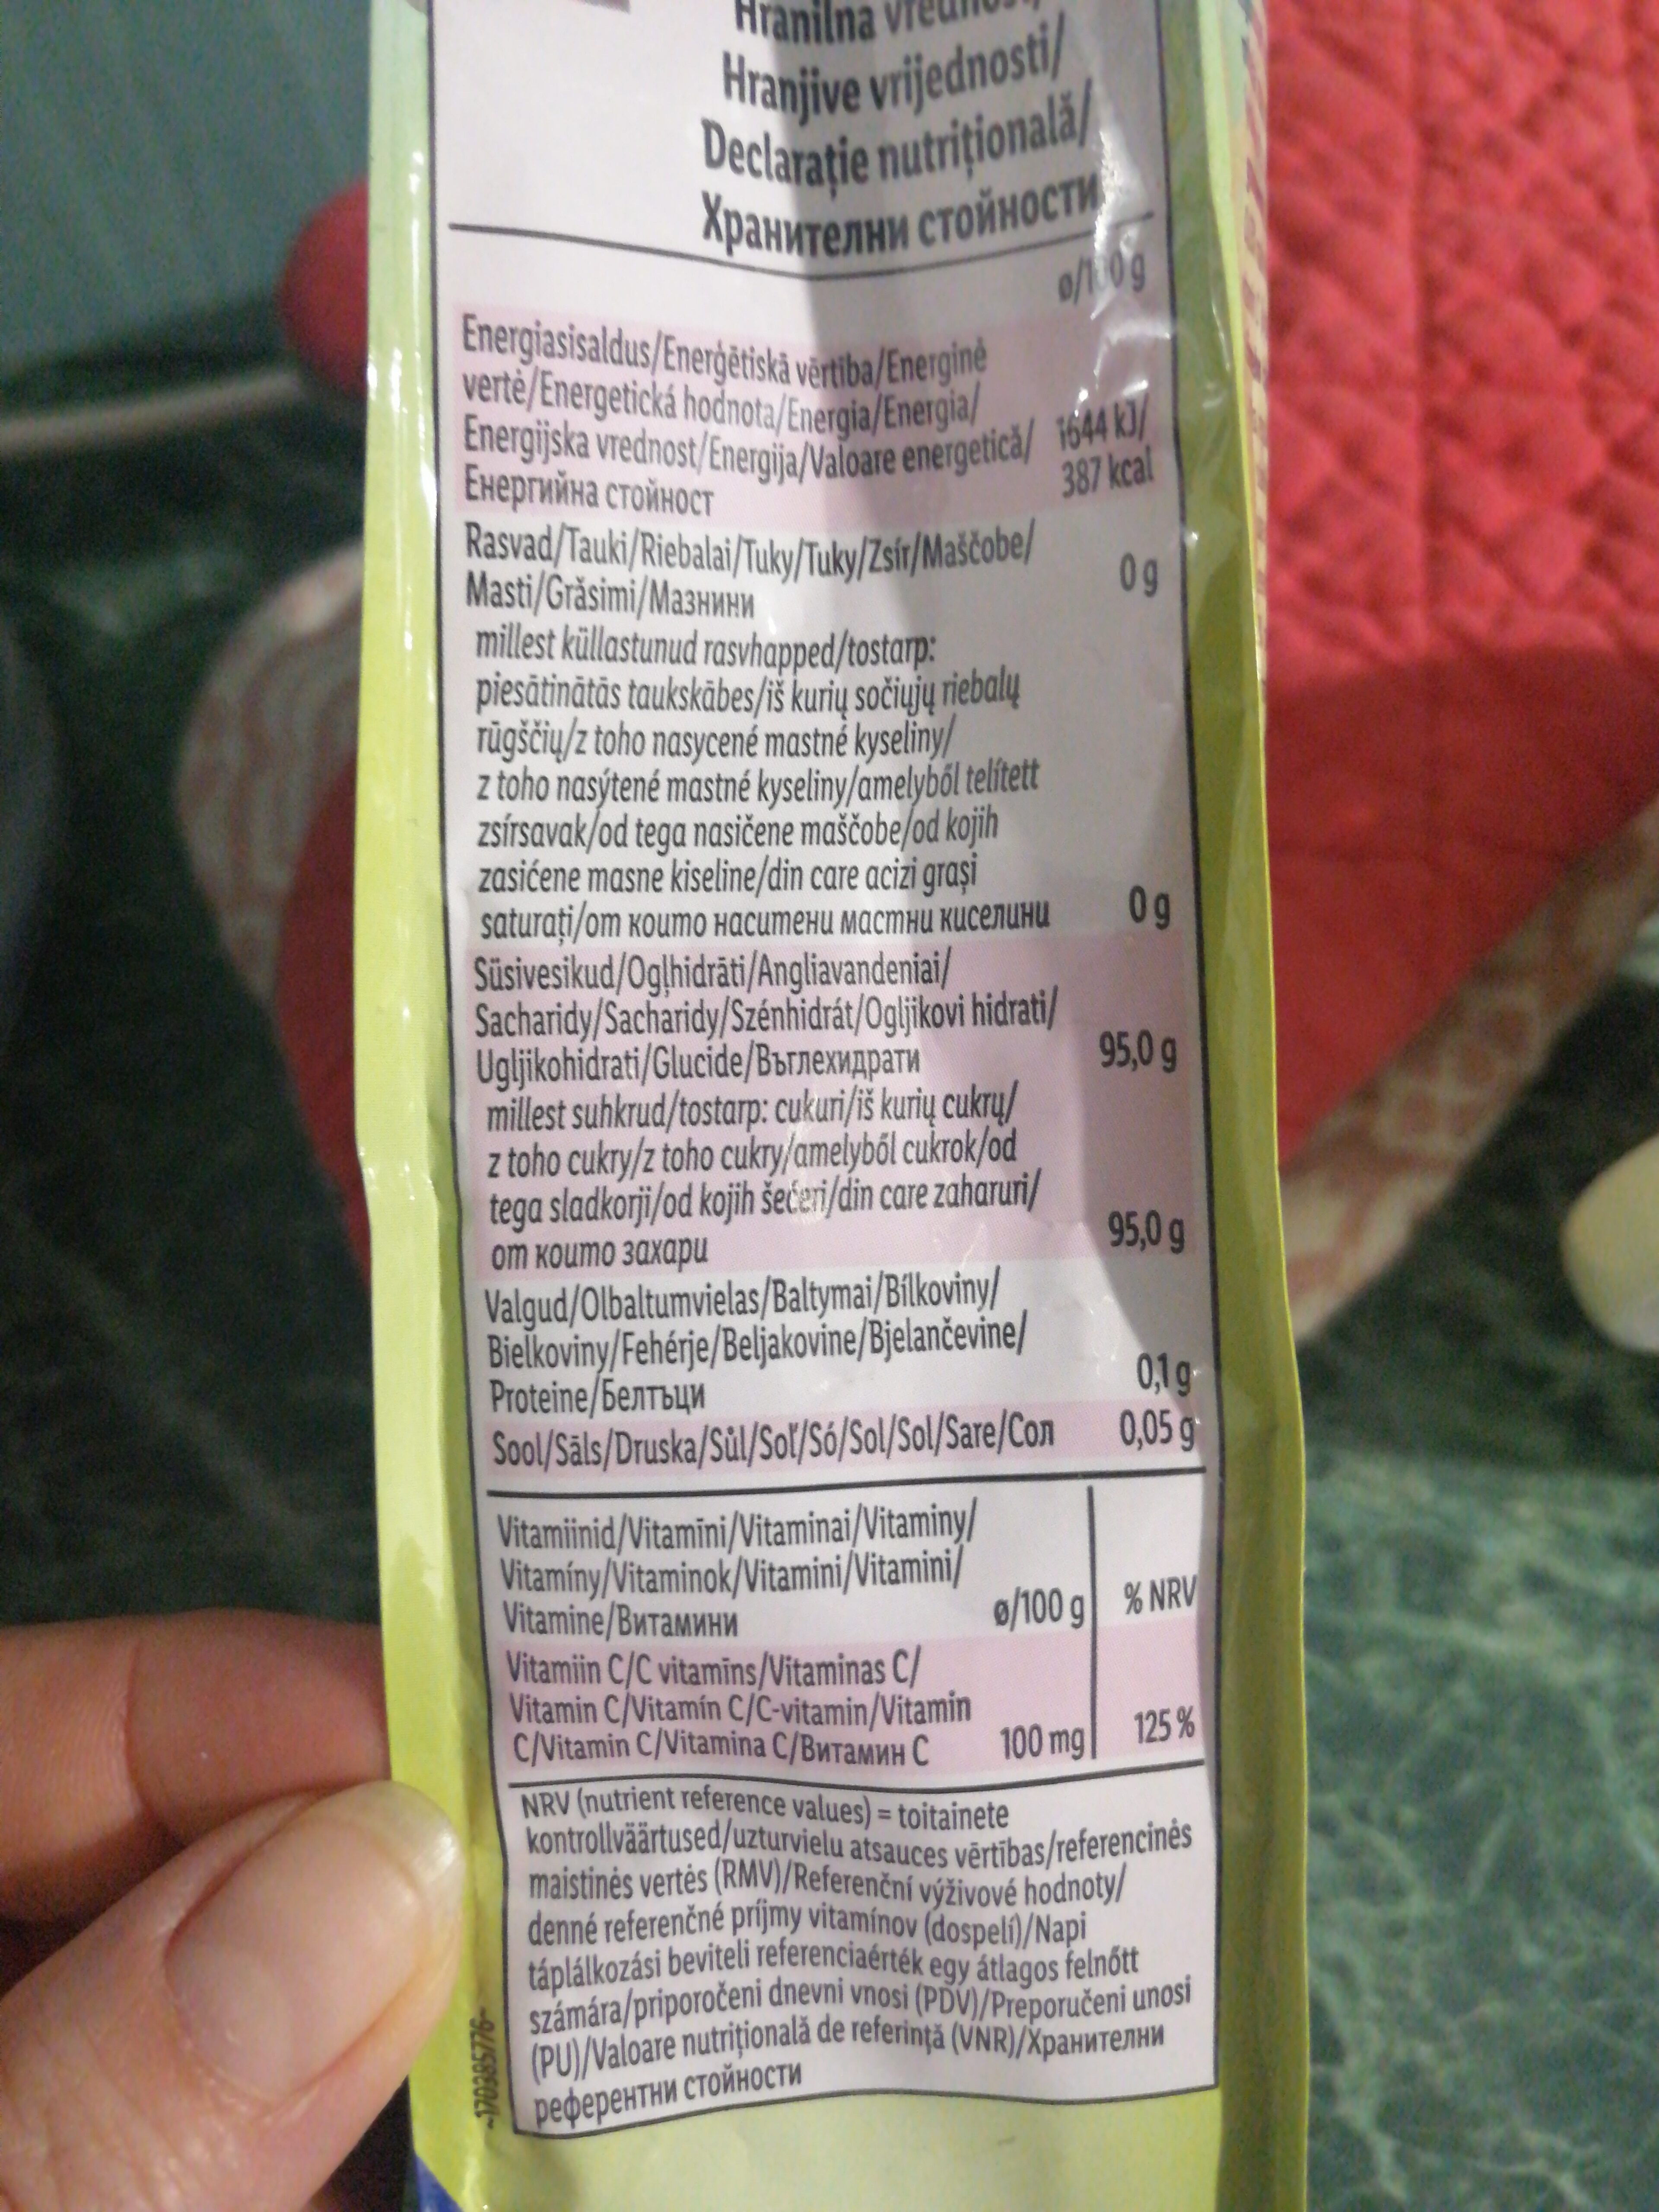 Hranilna
Hranjive vrijednosti/
Declarație nutrițională/
Хранителни стойности
ø/100 g
Energiasisaldus/Enerģētiskā vērtība/Energinė
vertė/Energetická hodnota/Energia/Energia/
Energijska vrednost/Energija/Valoare energetică/ 1644 kJ/
Енергийна стойност 387 kcal
Rasvad/Tauki/Riebalai/Tuky/Tuky/Zsír/Maščobe/
Masti/Grăsimi/Мазнини 0 g
millest küllastunud rasvhapped/tostarp:
piesātinātās taukskābes/iš kurių sočiųjų riebalų
rūgščių/z toho nasycené mastné kyseliny/
z toho nasýtené mastné kyseliny/amelyből telített
zsírsavak/od tega nasičene maščobe/od kojih
zasićene masne kiseline/din care acizi grași
saturați/от които наситени мастни киселини 0 g
Süsivesikud/Ogļhidrāti/Angliavandeniai/
Sacharidy/Sacharidy/Szénhidrát/Ogljikovi hidrati/
Ugljikohidrati/Glucide/Въглехидрати 95,0 g
millest suhkrud/tostarp: cukuri/iš kurių cukrų/
z toho cukry/z toho cukry/amelyből cukrok/od
tega sladkorji/od kojih šećeri/din care zaharuri/
от които захари 95,0 g
Valgud/Olbaltumvielas/Baltymai/Bílkoviny/
Bielkoviny/Fehérje/Beljakovine/Bjelančevine/
Proteine/Белтъци 0,1 g
Sool/Sāls/Druska/Sůl/Soľ/Só/Sol/Sol/Sare/Сол 0,05 g
Vitamiinid/Vitamīni/Vitaminai/Vitaminy/
Vitamíny/Vitaminok/Vitamini/Vitamini/
Vitamine/Витамини ø/100 g % NRV
Vitamiin C/C vitamīns/Vitaminas C/
Vitamin C/Vitamín C/C-vitamin/Vitamin
C/Vitamin C/Vitamina C/Витамин C 100 mg 125 %
NRV (nutrient reference values) = toitainete
kontrollväärtused/uzturvielu atsauces vērtības/referencinės
maistinės vertės (RMV)/Referenční výživové hodnoty/
denné referenčné príjmy vitamínov (dospelí)/Napi
táplálkozási beviteli referenciaérték egy átlagos felnőtt
számára/priporočeni dnevni vnosi (PDV)/Preporučeni unosi
(PU)/Valoare nutrițională de referință (VNR)/Хранителни
референтни стойности
-170385776-